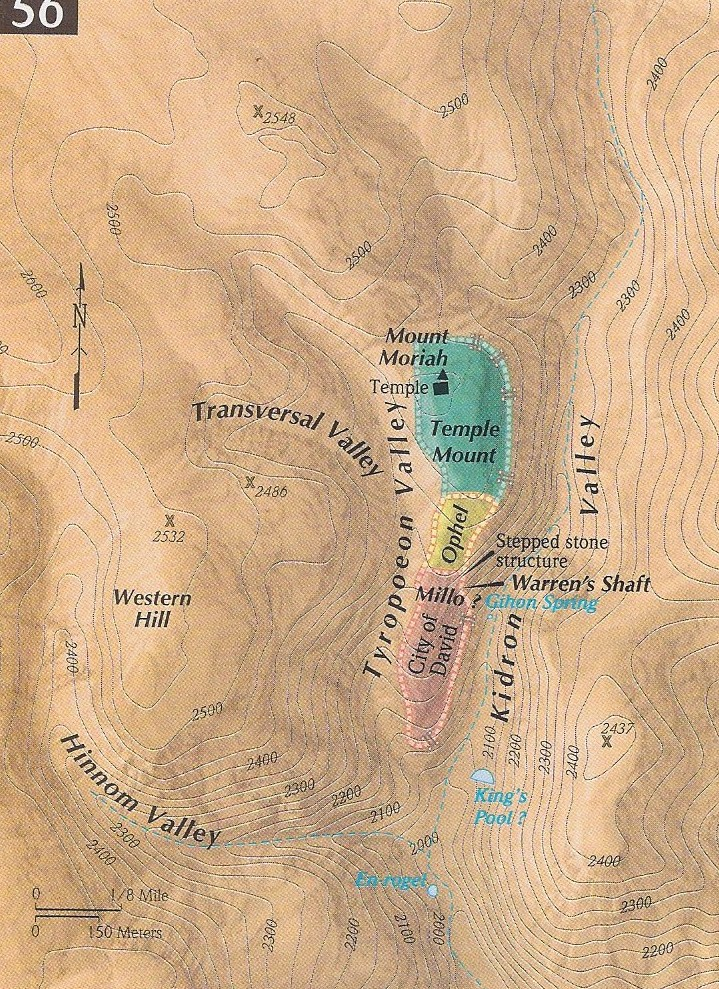 56
2400
2500
X 2548
2500
2400
2500
2600
2300
2300
2400
N
Mount
Moriah
Temple
Transversal Valley
Temple
Mount
Tyropoeon Valley
Kidron Valley
2500
X 2486
X
2532
Ophel
Stepped stone
structure
Warren's Shaft
Millo ?
Gihon Spring
Western
Hill
City of
David
2400
2500
2437
X
2100
2200
2300
2400
Hinnom Valley
2400
2300
2200
2100
2000
King's
Pool ?
2300
2400
2400
En-rogel
2300
2200
0 1/8 Mile
0 150 Meters
2300
2200
2100
2000